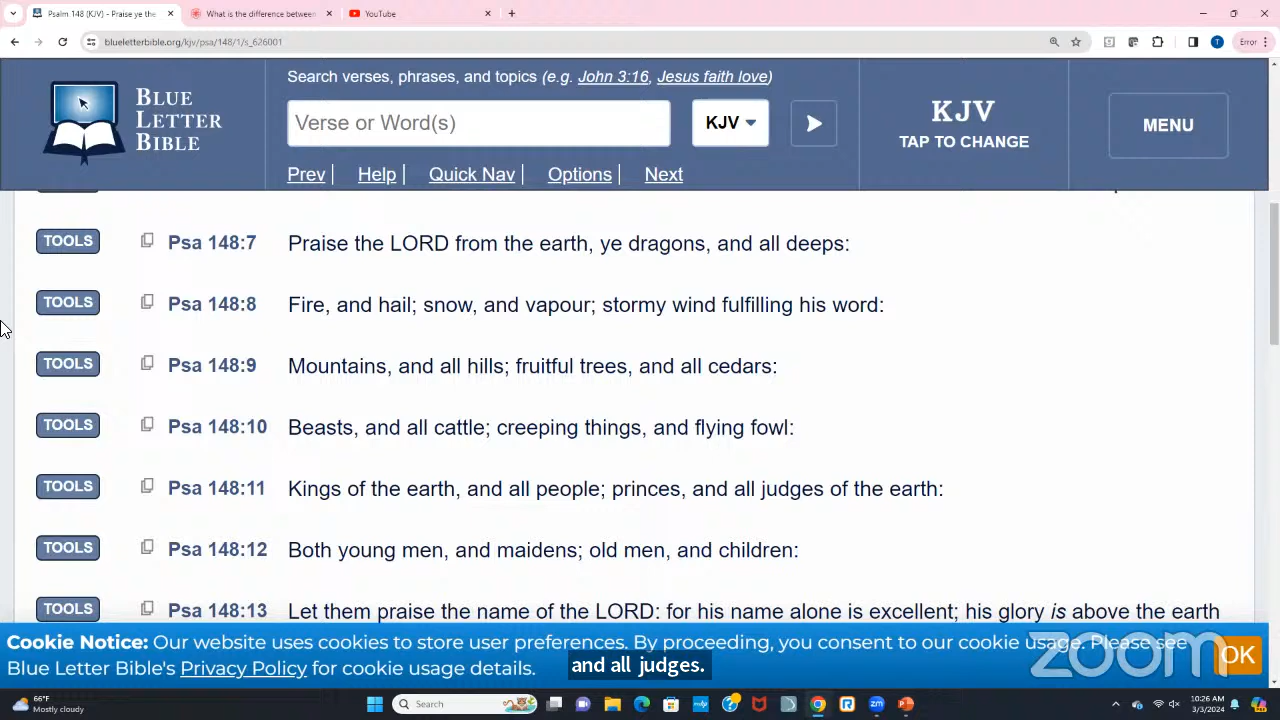 Psalm 148 (KJV) - Praise ye the
What is the difference between
YouTube
blueletterbible.org/kjv/psa/148/1/s_626001
Error
BLUE
LETTER
BIBLE
Search verses, phrases, and topics (e.g. John 3:16, Jesus faith love)
Verse or Word(s)
KJV
KJV
TAP TO CHANGE
MENU
Prev | Help | Quick Nav | Options | Next
TOOLS Psa 148:7 Praise the LORD from the earth, ye dragons, and all deeps:
TOOLS Psa 148:8 Fire, and hail; snow, and vapour; stormy wind fulfilling his word:
TOOLS Psa 148:9 Mountains, and all hills; fruitful trees, and all cedars:
TOOLS Psa 148:10 Beasts, and all cattle; creeping things, and flying fowl:
TOOLS Psa 148:11 Kings of the earth, and all people; princes, and all judges of the earth:
TOOLS Psa 148:12 Both young men, and maidens; old men, and children:
TOOLS Psa 148:13 Let them praise the name of the LORD: for his name alone is excellent; his glory is above the earth
Cookie Notice: Our website uses cookies to store user preferences. By proceeding, you consent to our cookie usage. Please see
Blue Letter Bible's Privacy Policy for cookie usage details.
OK
and all judges.
zoom
66°F
Mostly cloudy
Search
10:26 AM
3/3/2024